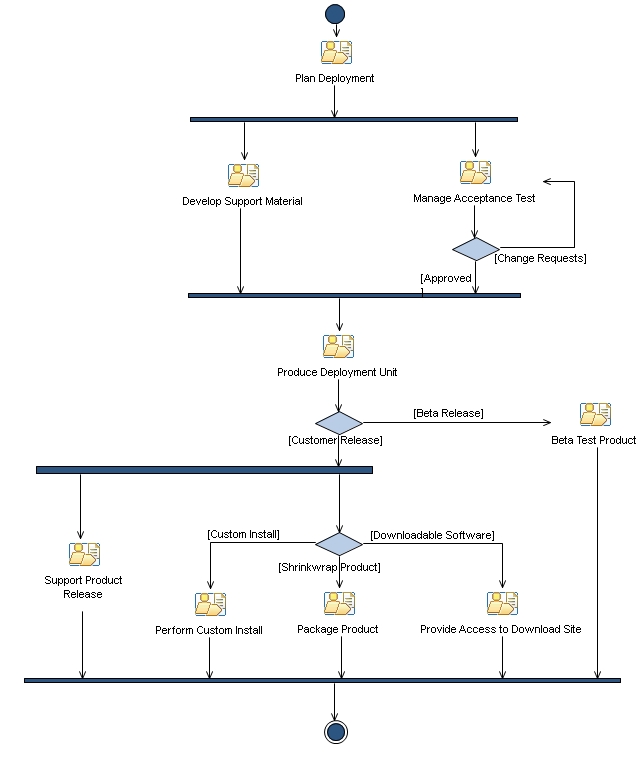 Plan Deployment
Develop Support Material
Manage Acceptance Test
[Change Requests]
[Approved
]
Produce Deployment Unit
[Beta Release]
[Customer Release]
Beta Test Product
[Custom Install]
[Downloadable Software]
[Shrinkwrap Product]
Support Product
Release
Perform Custom Install
Package Product
Provide Access to Download Site